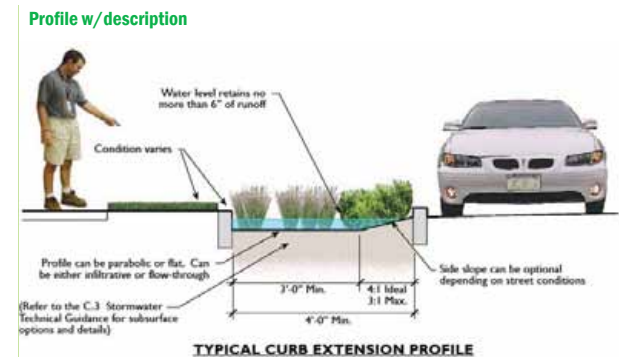 Profile w/description
Water level retains no
more than 6" of runoff
Condition varies
Profile can be parabolic or flat. Can
be either infiltrative or flow-through
Side slope can be optional
depending on street conditions
3'-0" Min.
4:1 Ideal
3:1 Max.
(Refer to the C.3 Stormwater
Technical Guidance for subsurface
options and details)
4'-0" Min.
TYPICAL CURB EXTENSION PROFILE